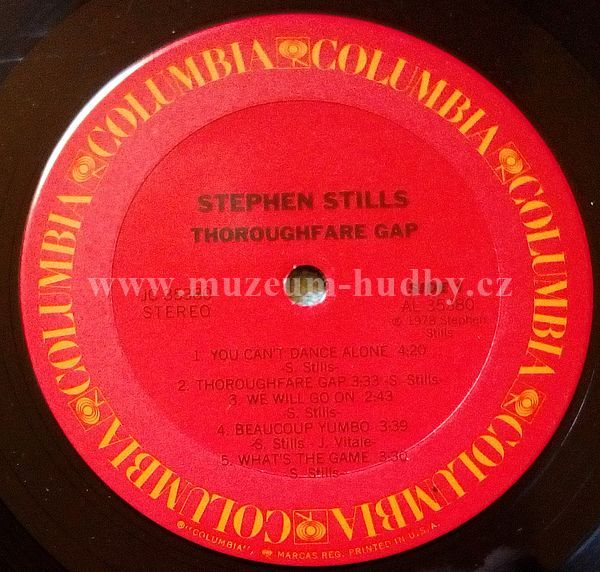 COLUMBIA COLUMBIA COLUMBIA COLUMBIA COLUMBIA COLUMBIA
STEPHEN STILLS
THOROUGHFARE GAP
www.muzeum-hudby.cz
STEREO
AL 35380
℗ 1978 Stephen
Stills
1. YOU CAN'T DANCE ALONE 4:20
-S. Stills-
2. THOROUGHFARE GAP 3:33 -S. Stills-
3. WE WILL GO ON 2:43
-S. Stills-
4. BEAUCOUP YUMBO 3:39
-S. Stills - J. Vitale-
5. WHAT'S THE GAME 3:30
-S. Stills-
"COLUMBIA", MARCAS REG. PRINTED IN U.S.A.